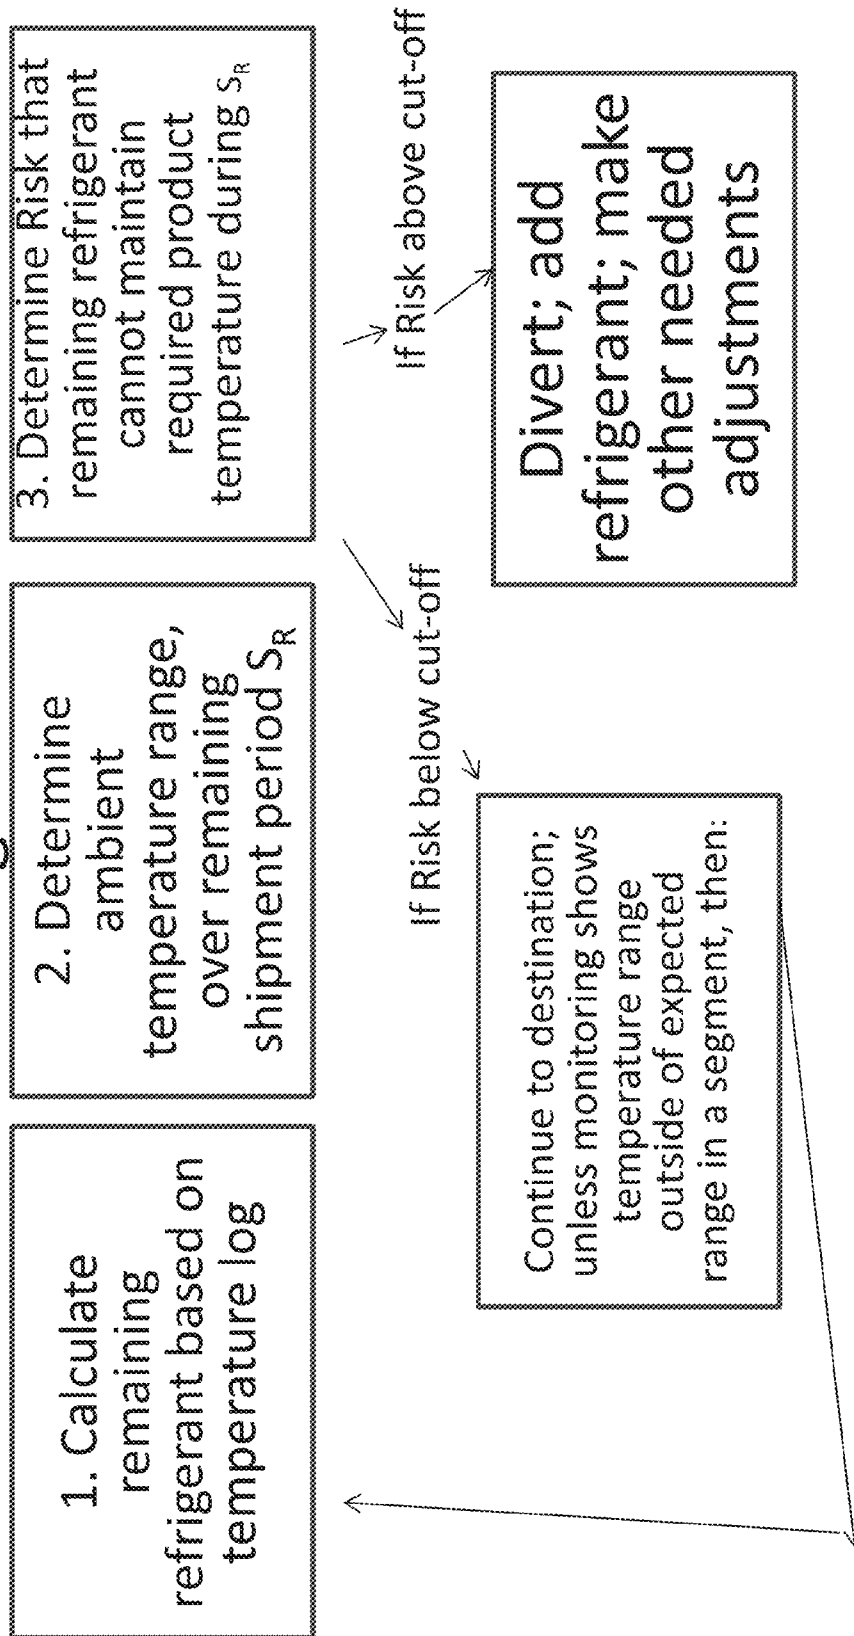 1. Calculate
remaining
refrigerant based on
temperature log
2. Determine
ambient
temperature range,
over remaining
shipment period S_R
3. Determine Risk that
remaining refrigerant
cannot maintain
required product
temperature during S_R
If Risk below cut-off
If Risk above cut-off
Continue to destination;
unless monitoring shows
temperature range
outside of expected
range in a segment, then:
Divert; add
refrigerant; make
other needed
adjustments